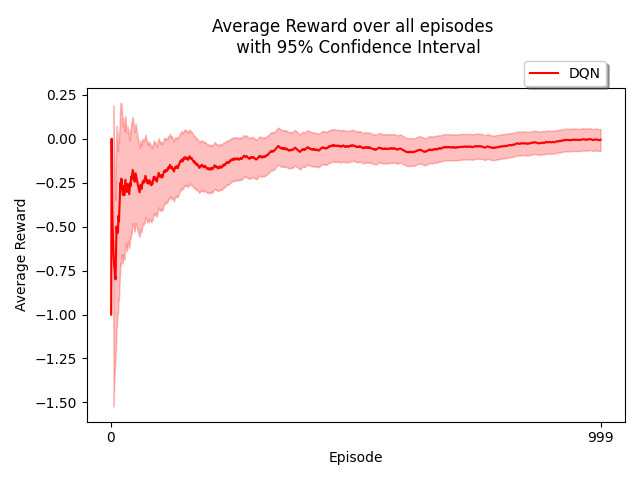 Average Reward over all episodes
with 95% Confidence Interval
DQN
0.25
0.00
−0.25
−0.50
−0.75
−1.00
−1.25
−1.50
Average Reward
0
999
Episode